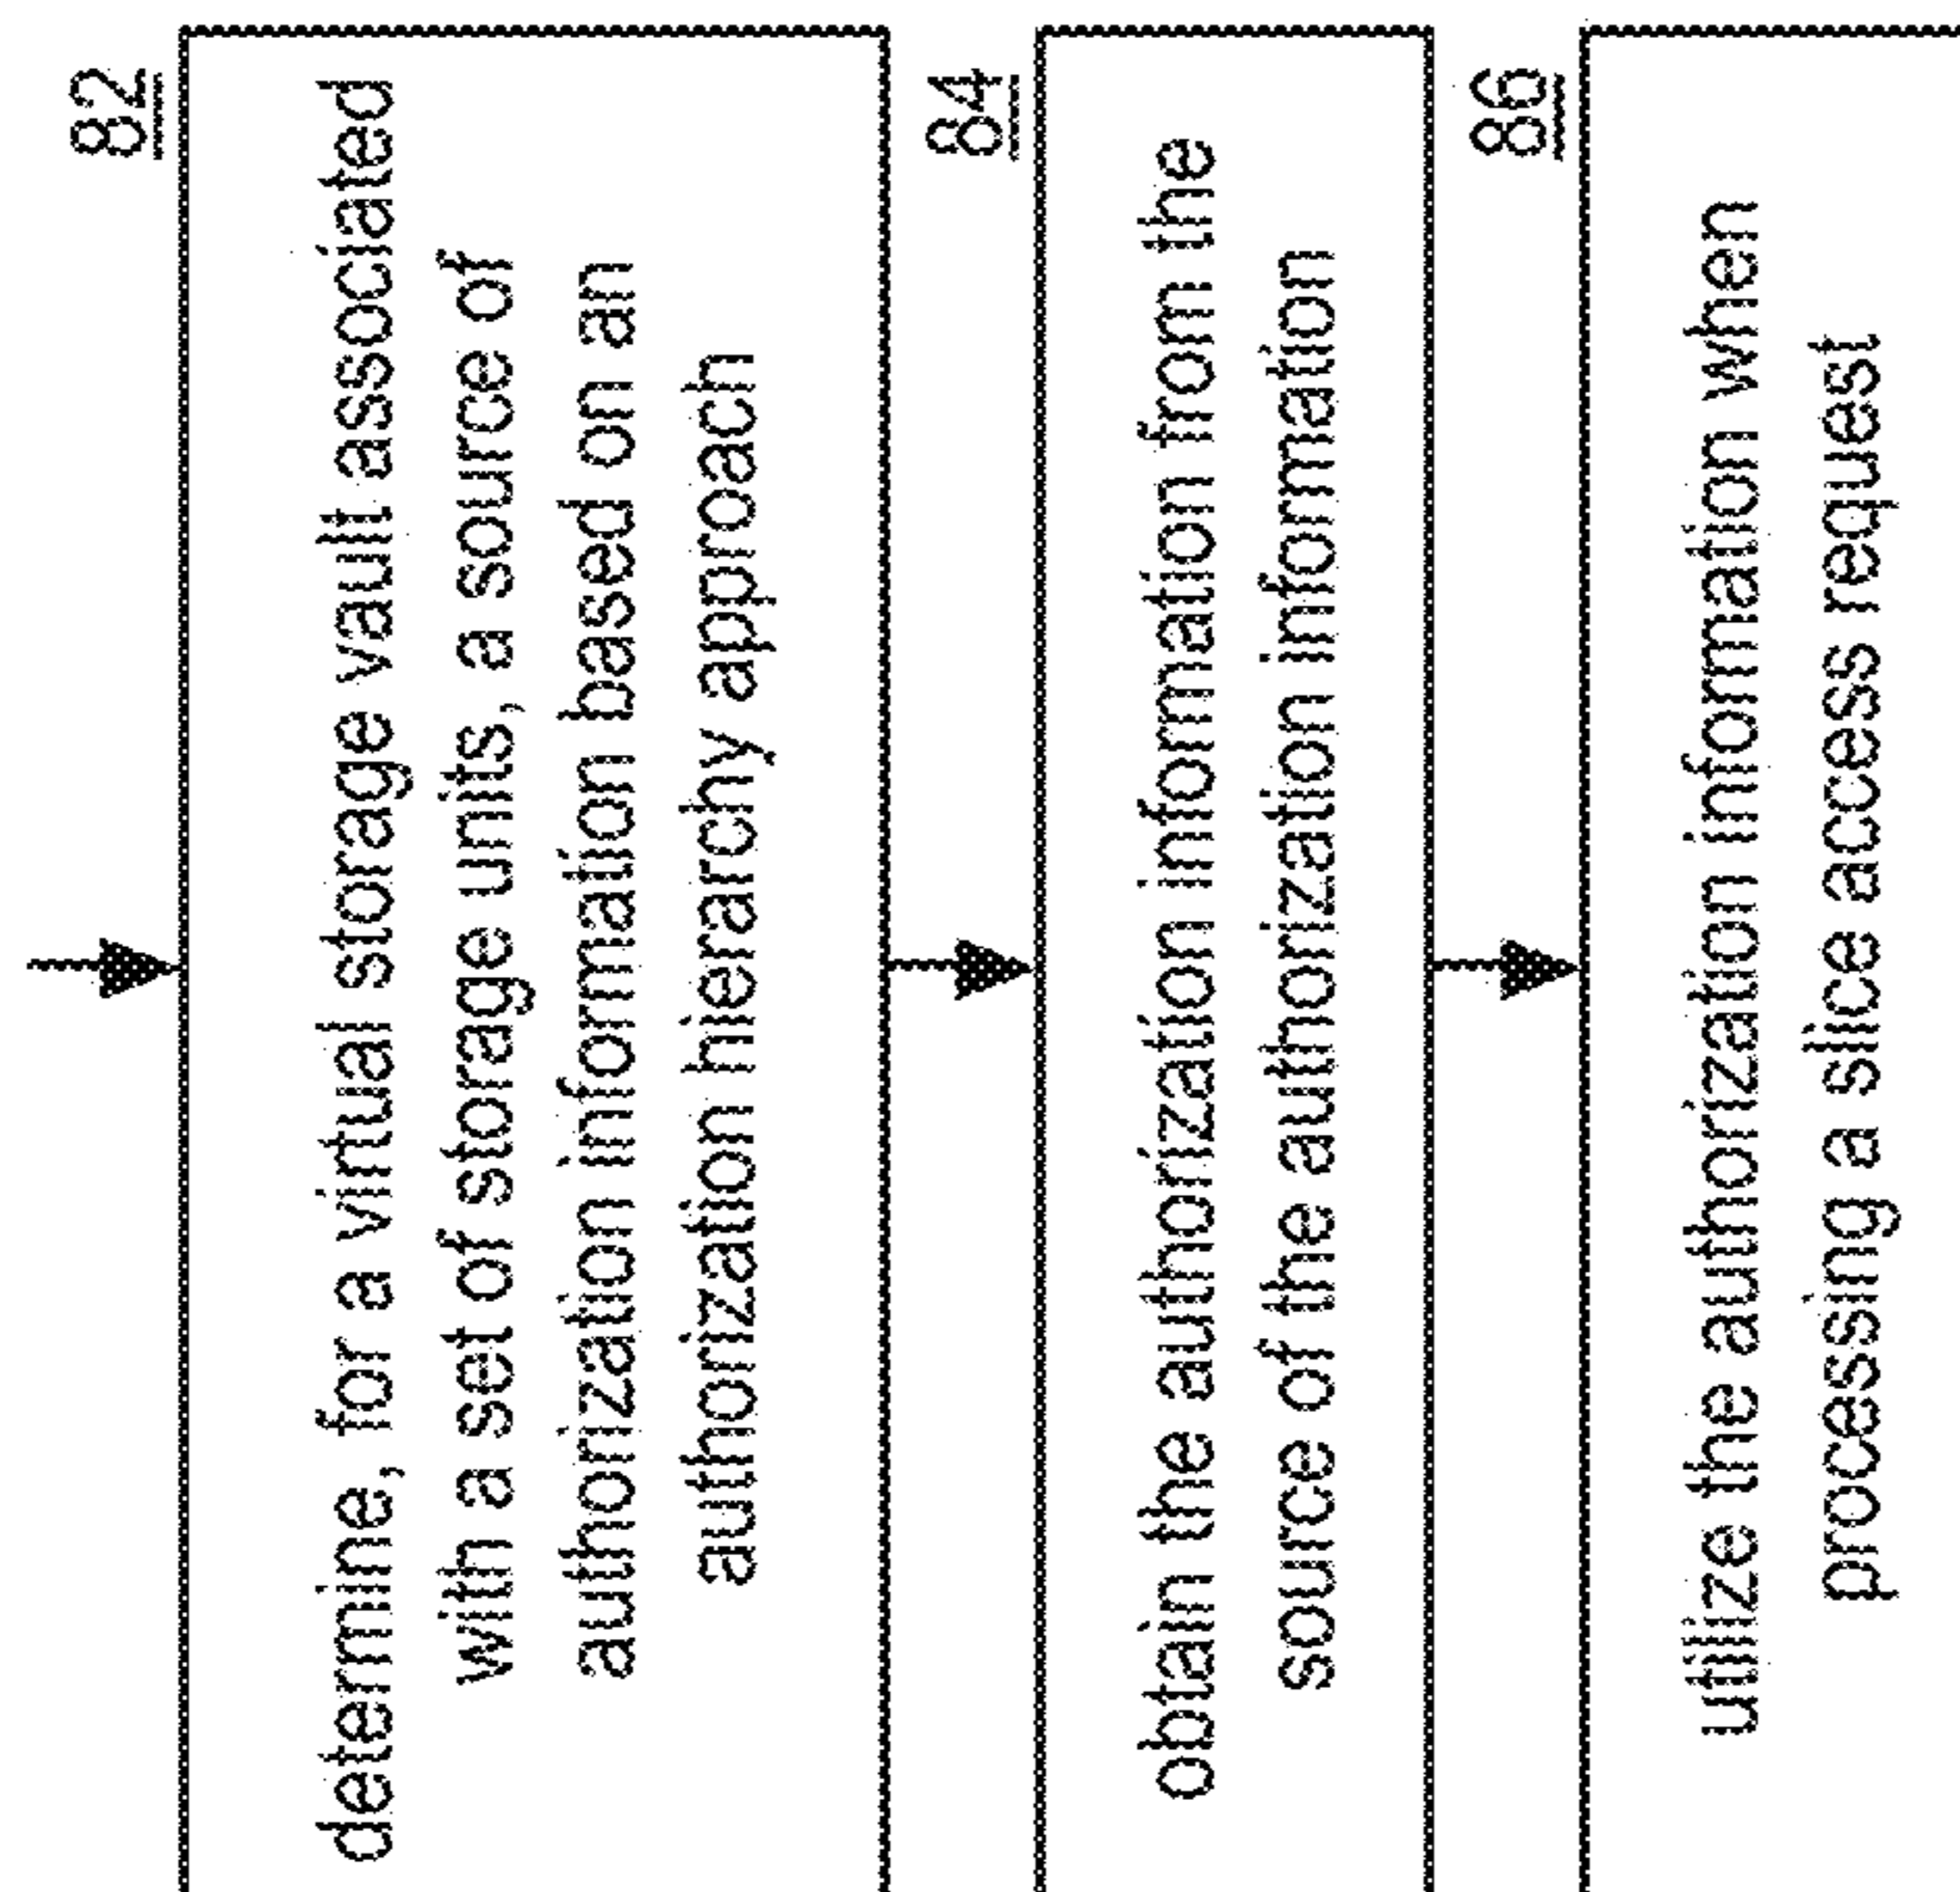 82
determine, for a virtual storage vault associated
with a set of storage units, a source of
authorization information based on an
authorization hierarchy approach
84
obtain the authorization information from the
source of the authorization information
86
utilize the authorization information when
processing a slice access request